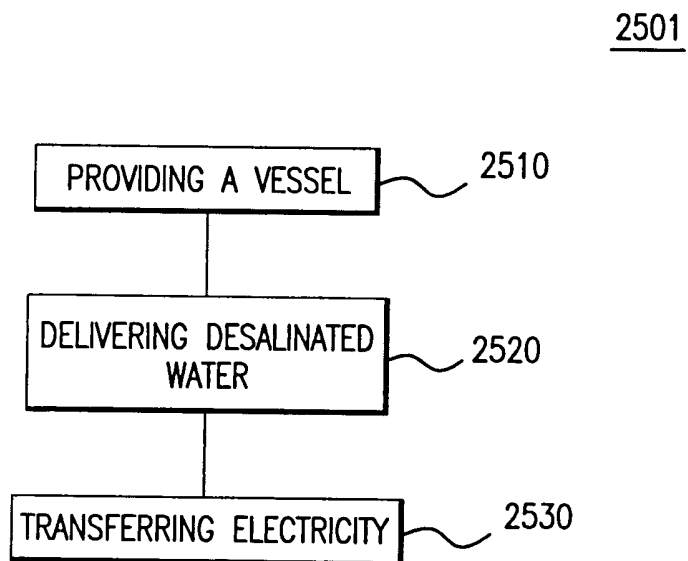 2501
PROVIDING A VESSEL
2510
DELIVERING DESALINATED
WATER
2520
TRANSFERRING ELECTRICITY
2530